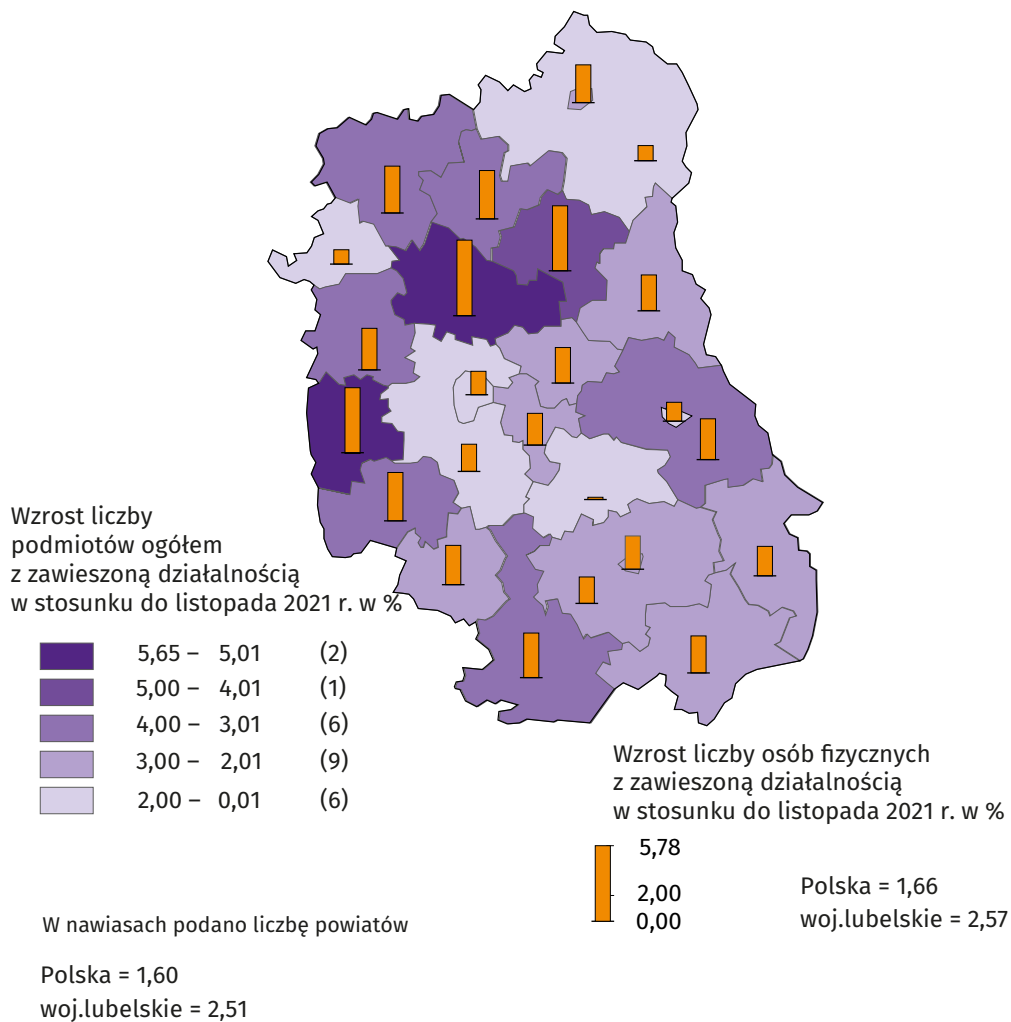 Wzrost liczby
podmiotów ogółem
z zawieszoną działalnością
w stosunku do listopada 2021 r. w %
5,65 – 5,01 (2)
5,00 – 4,01 (1)
4,00 – 3,01 (6)
3,00 – 2,01 (9)
2,00 – 0,01 (6)
W nawiasach podano liczbę powiatów
Polska = 1,60
woj.lubelskie = 2,51
Wzrost liczby osób fizycznych
z zawieszoną działalnością
w stosunku do listopada 2021 r. w %
5,78
2,00
0,00
Polska = 1,66
woj.lubelskie = 2,57